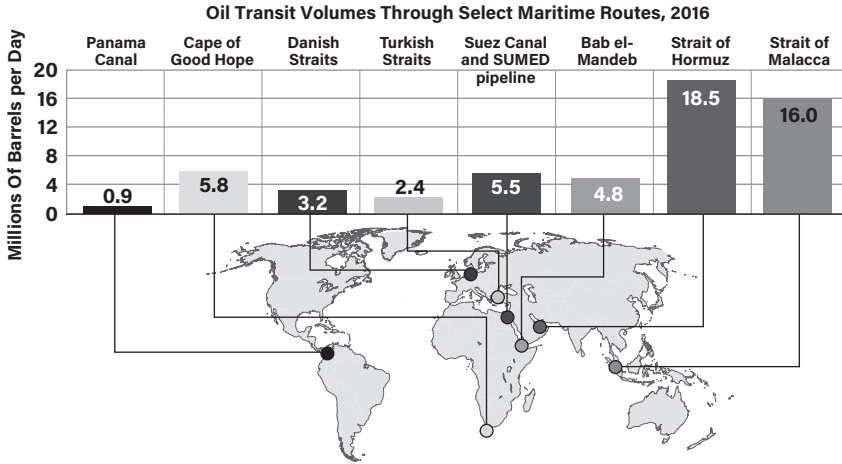 Oil Transit Volumes Through Select Maritime Routes, 2016
Panama
Canal
Cape of
Good Hope
Danish
Straits
Turkish
Straits
Suez Canal
and SUMED
pipeline
Bab el-
Mandeb
Strait of
Hormuz
Strait of
Malacca
Millions Of Barrels per Day
20
16
12
8
4
0
0.9
5.8
3.2
2.4
5.5
4.8
18.5
16.0